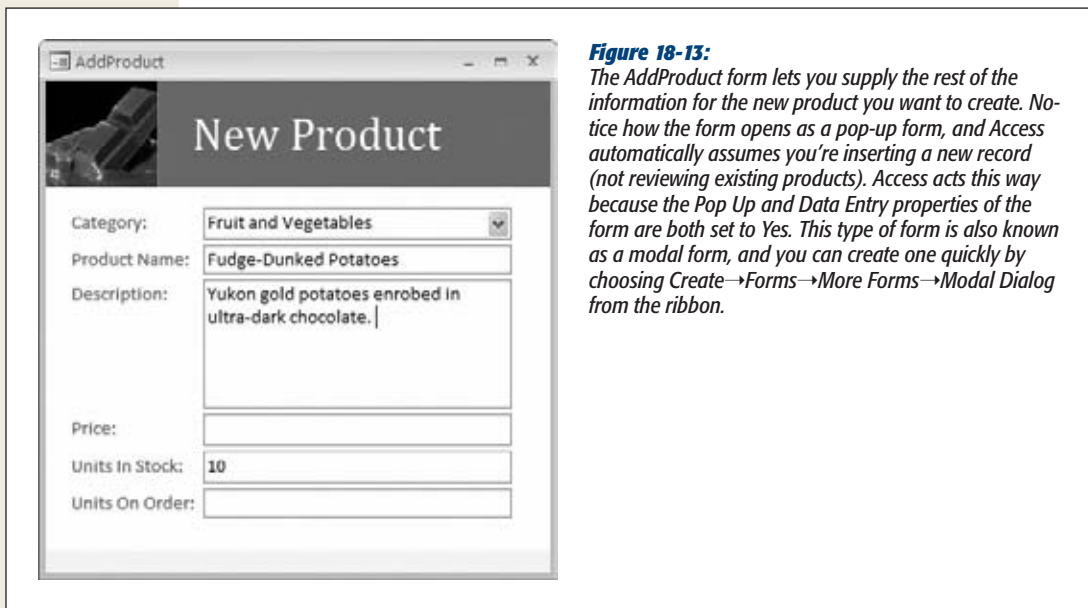 AddProduct
New Product
Category: Fruit and Vegetables
Product Name: Fudge-Dunked Potatoes
Description: Yukon gold potatoes enrobed in
ultra-dark chocolate.
Price:
Units In Stock: 10
Units On Order:
Figure 18-13:
The AddProduct form lets you supply the rest of the
information for the new product you want to create. No-
tice how the form opens as a pop-up form, and Access
automatically assumes you're inserting a new record
(not reviewing existing products). Access acts this way
because the Pop Up and Data Entry properties of the
form are both set to Yes. This type of form is also known
as a modal form, and you can create one quickly by
choosing Create→Forms→More Forms→Modal Dialog
from the ribbon.